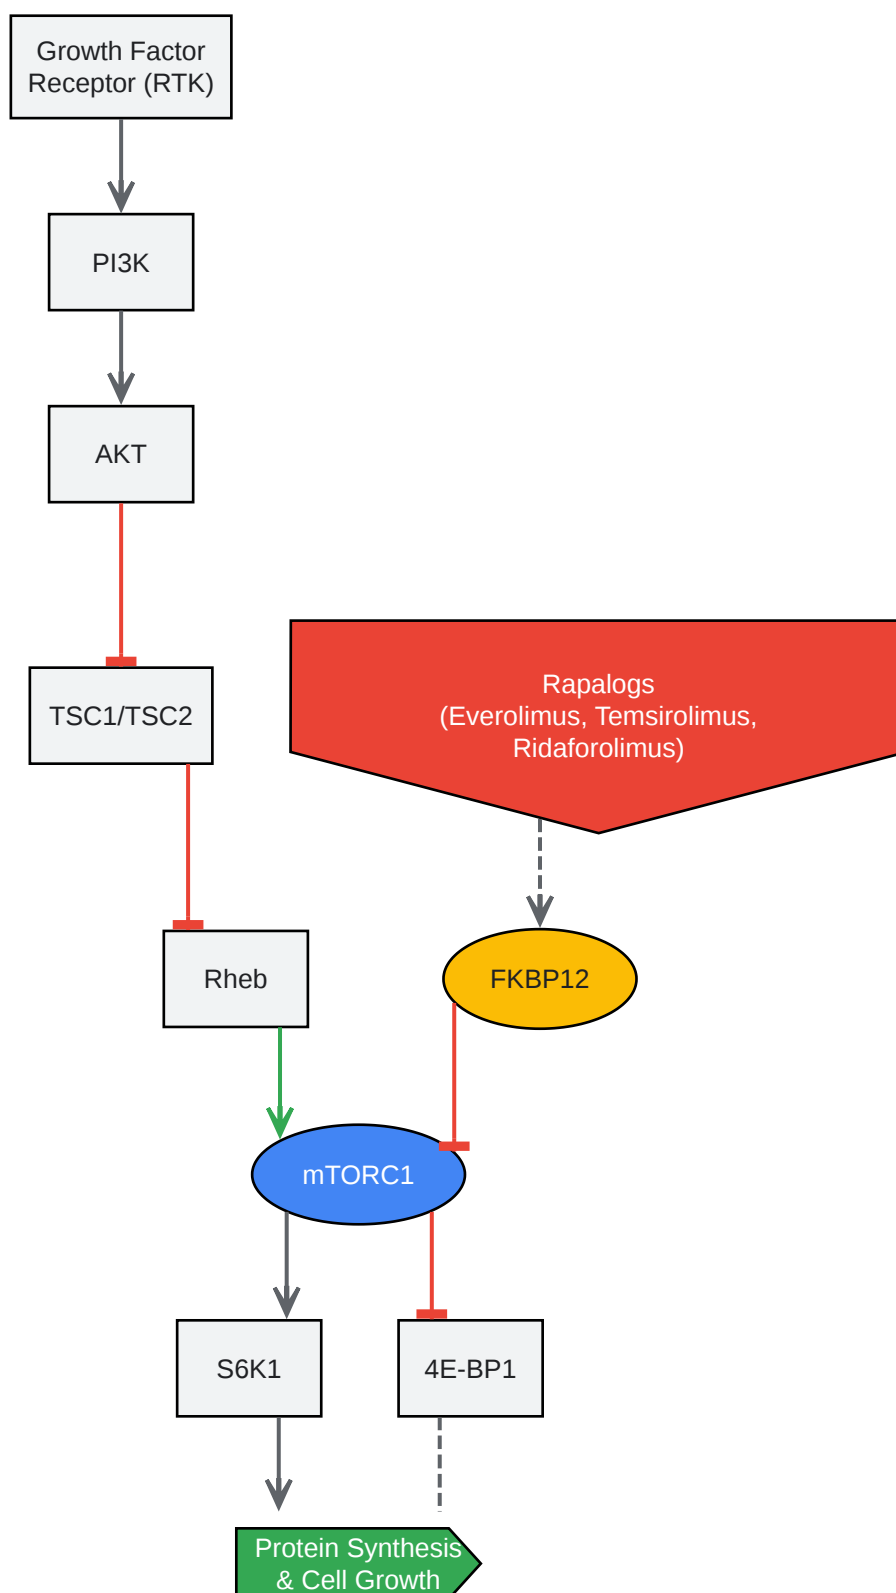 Growth Factor
Receptor (RTK)
PI3K
AKT
TSC1/TSC2
Rapalogs
(Everolimus, Temsirolimus,
Ridaforolimus)
Rheb
FKBP12
mTORC1
S6K1
4E-BP1
Protein Synthesis
& Cell Growth